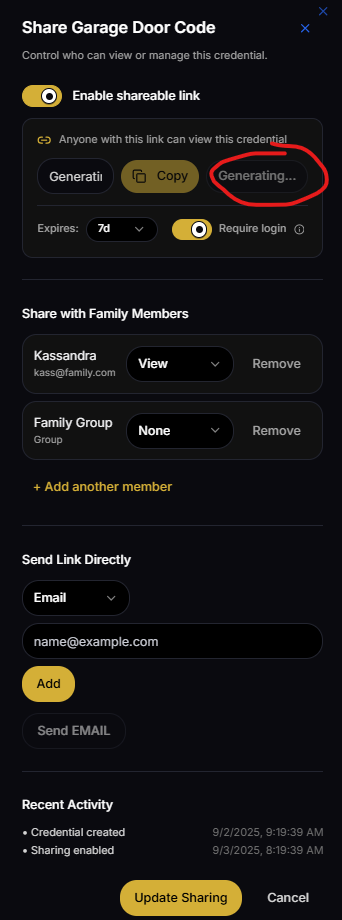 Share Garage Door Code
Control who can view or manage this credential.
Enable shareable link
Anyone with this link can view this credential
Generatin Copy Generating...
Expires: 7d Require login
Share with Family Members
Kassandra View Remove
kass@family.com
Family Group None Remove
Group
+ Add another member
Send Link Directly
Email
name@example.com
Add
Send EMAIL
Recent Activity
• Credential created 9/2/2025, 9:19:39 AM
• Sharing enabled 9/3/2025, 8:19:39 AM
Update Sharing Cancel